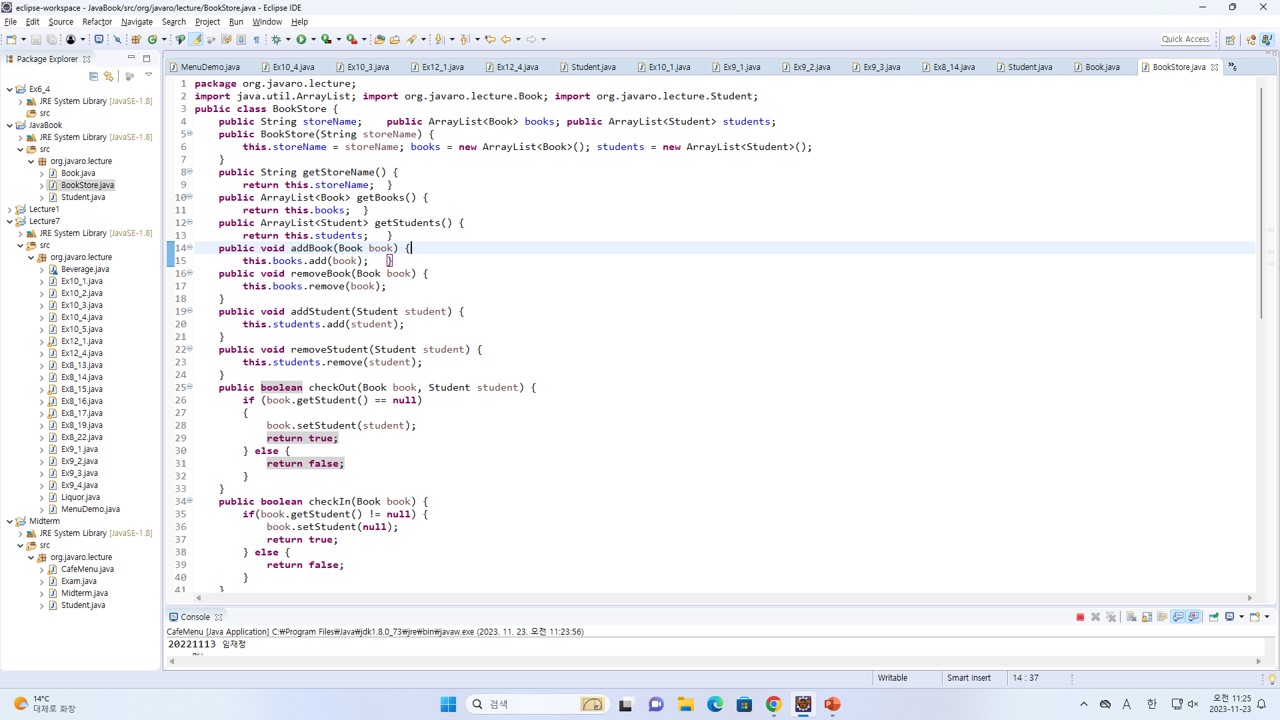 eclipse-workspace - JavaBook/src/org/javaro/lecture/BookStore.java - Eclipse IDE
File Edit Source Refactor Navigate Search Project Run Window Help
Quick Access
Package Explorer
MenuDemo.java Ex10_4.java Ex10_3.java Ex12_1.java Ex12_4.java Student.java Ex10_1.java Ex9_1.java Ex9_2.java Ex9_3.java Ex8_14.java Student.java Book.java BookStore.java
Ex6_4
JRE System Library [JavaSE-1.8]
src
JavaBook
JRE System Library [JavaSE-1.8]
src
org.javaro.lecture
Book.java
BookStore.java
Student.java
Lecture1
Lecture7
JRE System Library [JavaSE-1.8]
src
org.javaro.lecture
Beverage.java
Ex10_1.java
Ex10_2.java
Ex10_3.java
Ex10_4.java
Ex10_5.java
Ex12_1.java
Ex12_4.java
Ex8_13.java
Ex8_14.java
Ex8_15.java
Ex8_16.java
Ex8_17.java
Ex8_19.java
Ex8_22.java
Ex9_1.java
Ex9_2.java
Ex9_3.java
Ex9_4.java
Liquor.java
MenuDemo.java
Midterm
JRE System Library [JavaSE-1.8]
src
org.javaro.lecture
CafeMenu.java
Exam.java
Midterm.java
Student.java
1 package org.javaro.lecture;
2 import java.util.ArrayList; import org.javaro.lecture.Book; import org.javaro.lecture.Student;
3 public class BookStore {
4 public String storeName; public ArrayList<Book> books; public ArrayList<Student> students;
5 public BookStore(String storeName) {
6 this.storeName = storeName; books = new ArrayList<Book>(); students = new ArrayList<Student>();
7 }
8 public String getStoreName() {
9 return this.storeName; }
10 public ArrayList<Book> getBooks() {
11 return this.books; }
12 public ArrayList<Student> getStudents() {
13 return this.students; }
14 public void addBook(Book book) {
15 this.books.add(book); }
16 public void removeBook(Book book) {
17 this.books.remove(book);
18 }
19 public void addStudent(Student student) {
20 this.students.add(student);
21 }
22 public void removeStudent(Student student) {
23 this.students.remove(student);
24 }
25 public boolean checkOut(Book book, Student student) {
26 if (book.getStudent() == null)
27 {
28 book.setStudent(student);
29 return true;
30 } else {
31 return false;
32 }
33 }
34 public boolean checkIn(Book book) {
35 if(book.getStudent() != null) {
36 book.setStudent(null);
37 return true;
38 } else {
39 return false;
40 }
41 }
Console
CafeMenu [Java Application] C:₩Program Files₩Java₩jdk1.8.0_73₩jre₩bin₩javaw.exe (2023. 11. 23. 오전 11:23:56)
20221113 임재정
Writable Smart Insert 14 : 37
14°C
대체로 화창
검색
A 한
오전 11:25
2023-11-23